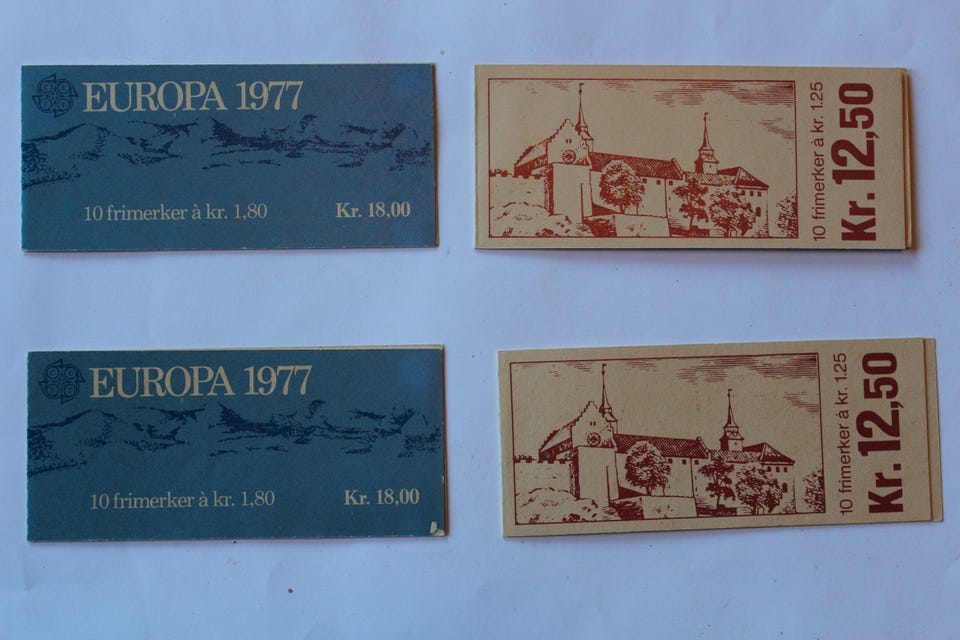 EUROPA 1977
10 frimerker à kr. 1,80 Kr. 18,00
10 frimerker à kr. 1.25
Kr. 12,50
EUROPA 1977
10 frimerker à kr. 1,80 Kr. 18,00
10 frimerker à kr. 1.25
Kr. 12,50